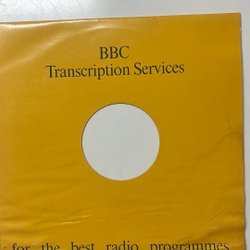 BBC
Transcription Services
for the best radio programmes